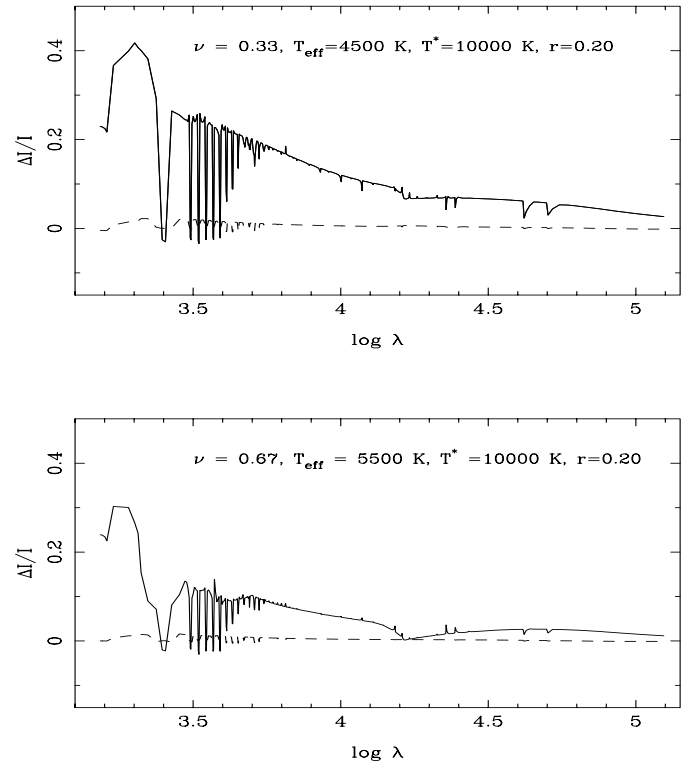 ν = 0.33, T_eff=4500 K, T*=10000 K, r=0.20
0.4
0.2
0
ΔI/I
3.5 4 4.5 5
log λ
ν = 0.67, T_eff = 5500 K, T* =10000 K, r=0.20
0.4
0.2
0
ΔI/I
3.5 4 4.5 5
log λ